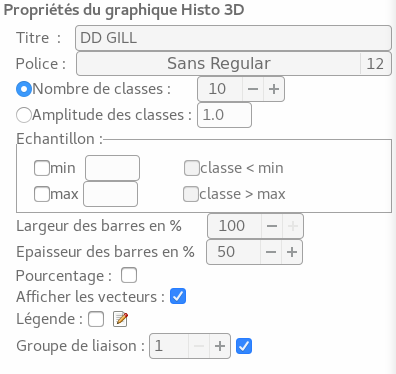 Propriétés du graphique Histo 3D
Titre : DD GILL
Police : Sans Regular 12
Nombre de classes : 10 − +
Amplitude des classes : 1.0
Echantillon :
min classe < min
max classe > max
Largeur des barres en % 100 − +
Epaisseur des barres en % 50 − +
Pourcentage :
Afficher les vecteurs :
Légende :
Groupe de liaison : 1 − +